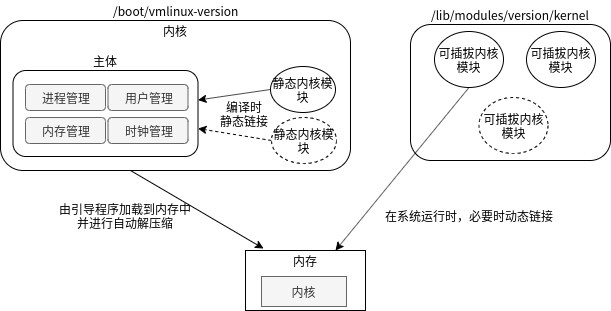 /boot/vmlinux-version
内核
主体
进程管理
用户管理
内存管理
时钟管理
编译时
静态链接
静态内核模
块
静态内核模
块
/lib/modules/version/kernel
可插拔内核
模块
可插拔内核
模块
可插拔内核
模块
由引导程序加载到内存中
并进行自动解压缩
在系统运行时，必要时动态链接
内存
内核